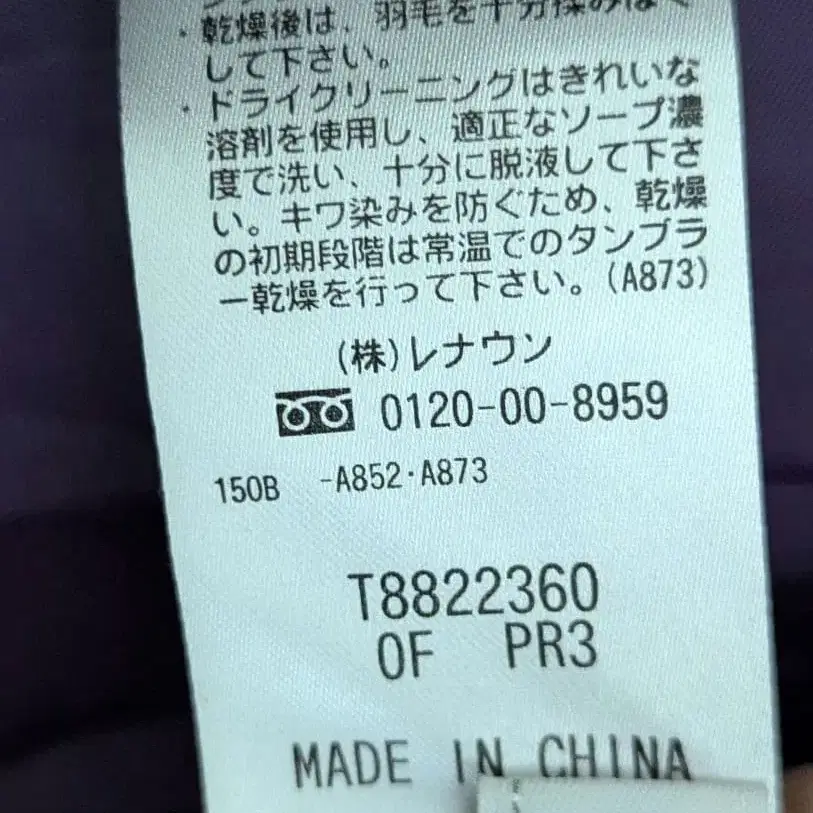 ・乾燥後は、羽毛を十分揉みほぐ
して下さい。
・ドライクリーニングはきれいな
溶剤を使用し、適正なソープ濃
度で洗い、十分に脱液して下さ
い。キワ染みを防ぐため、乾燥
の初期段階は常温でのタンブラ
ー乾燥を行って下さい。(A873)
(株)レナウン
0120-00-8959
150B -A852・A873
T8822360
OF PR3
MADE IN CHINA